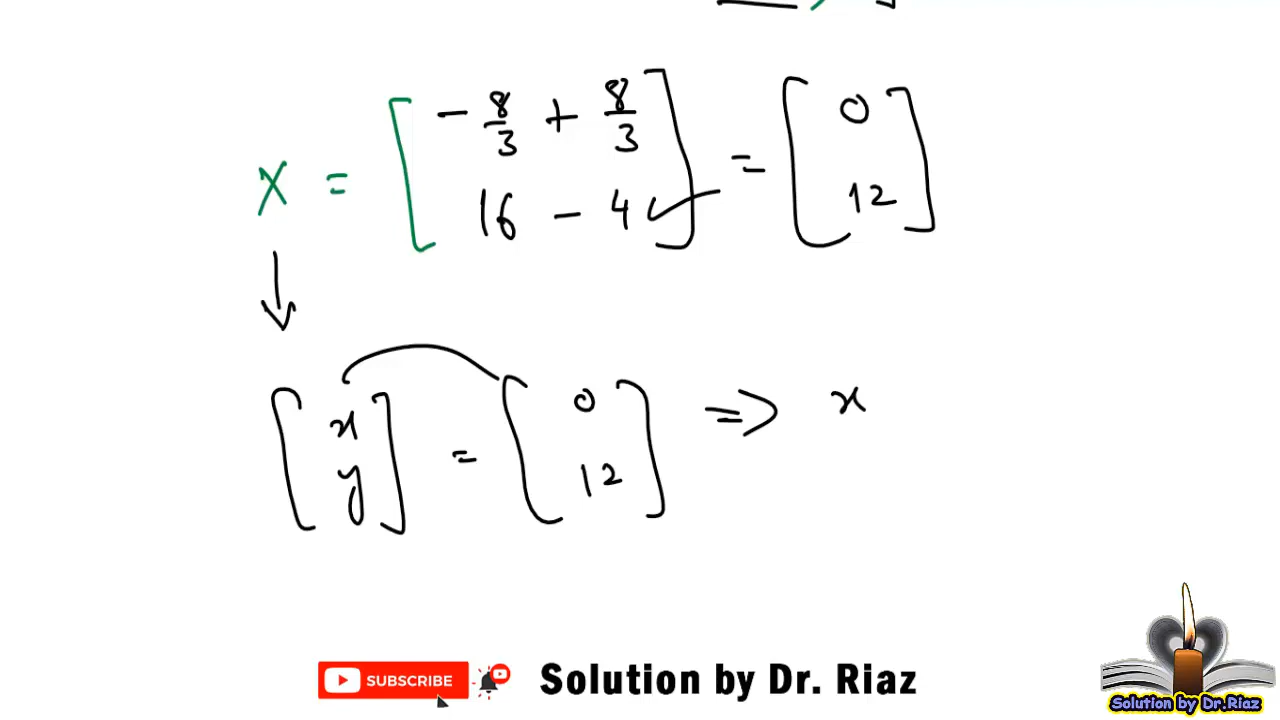 X = [ - 8/3 + 8/3 ] = [ 0 ]
[ 16 - 4 ] [ 12 ]
[ x ] = [ 0 ] => x
[ y ] [ 12 ]
SUBSCRIBE Solution by Dr. Riaz
Solution by Dr.Riaz